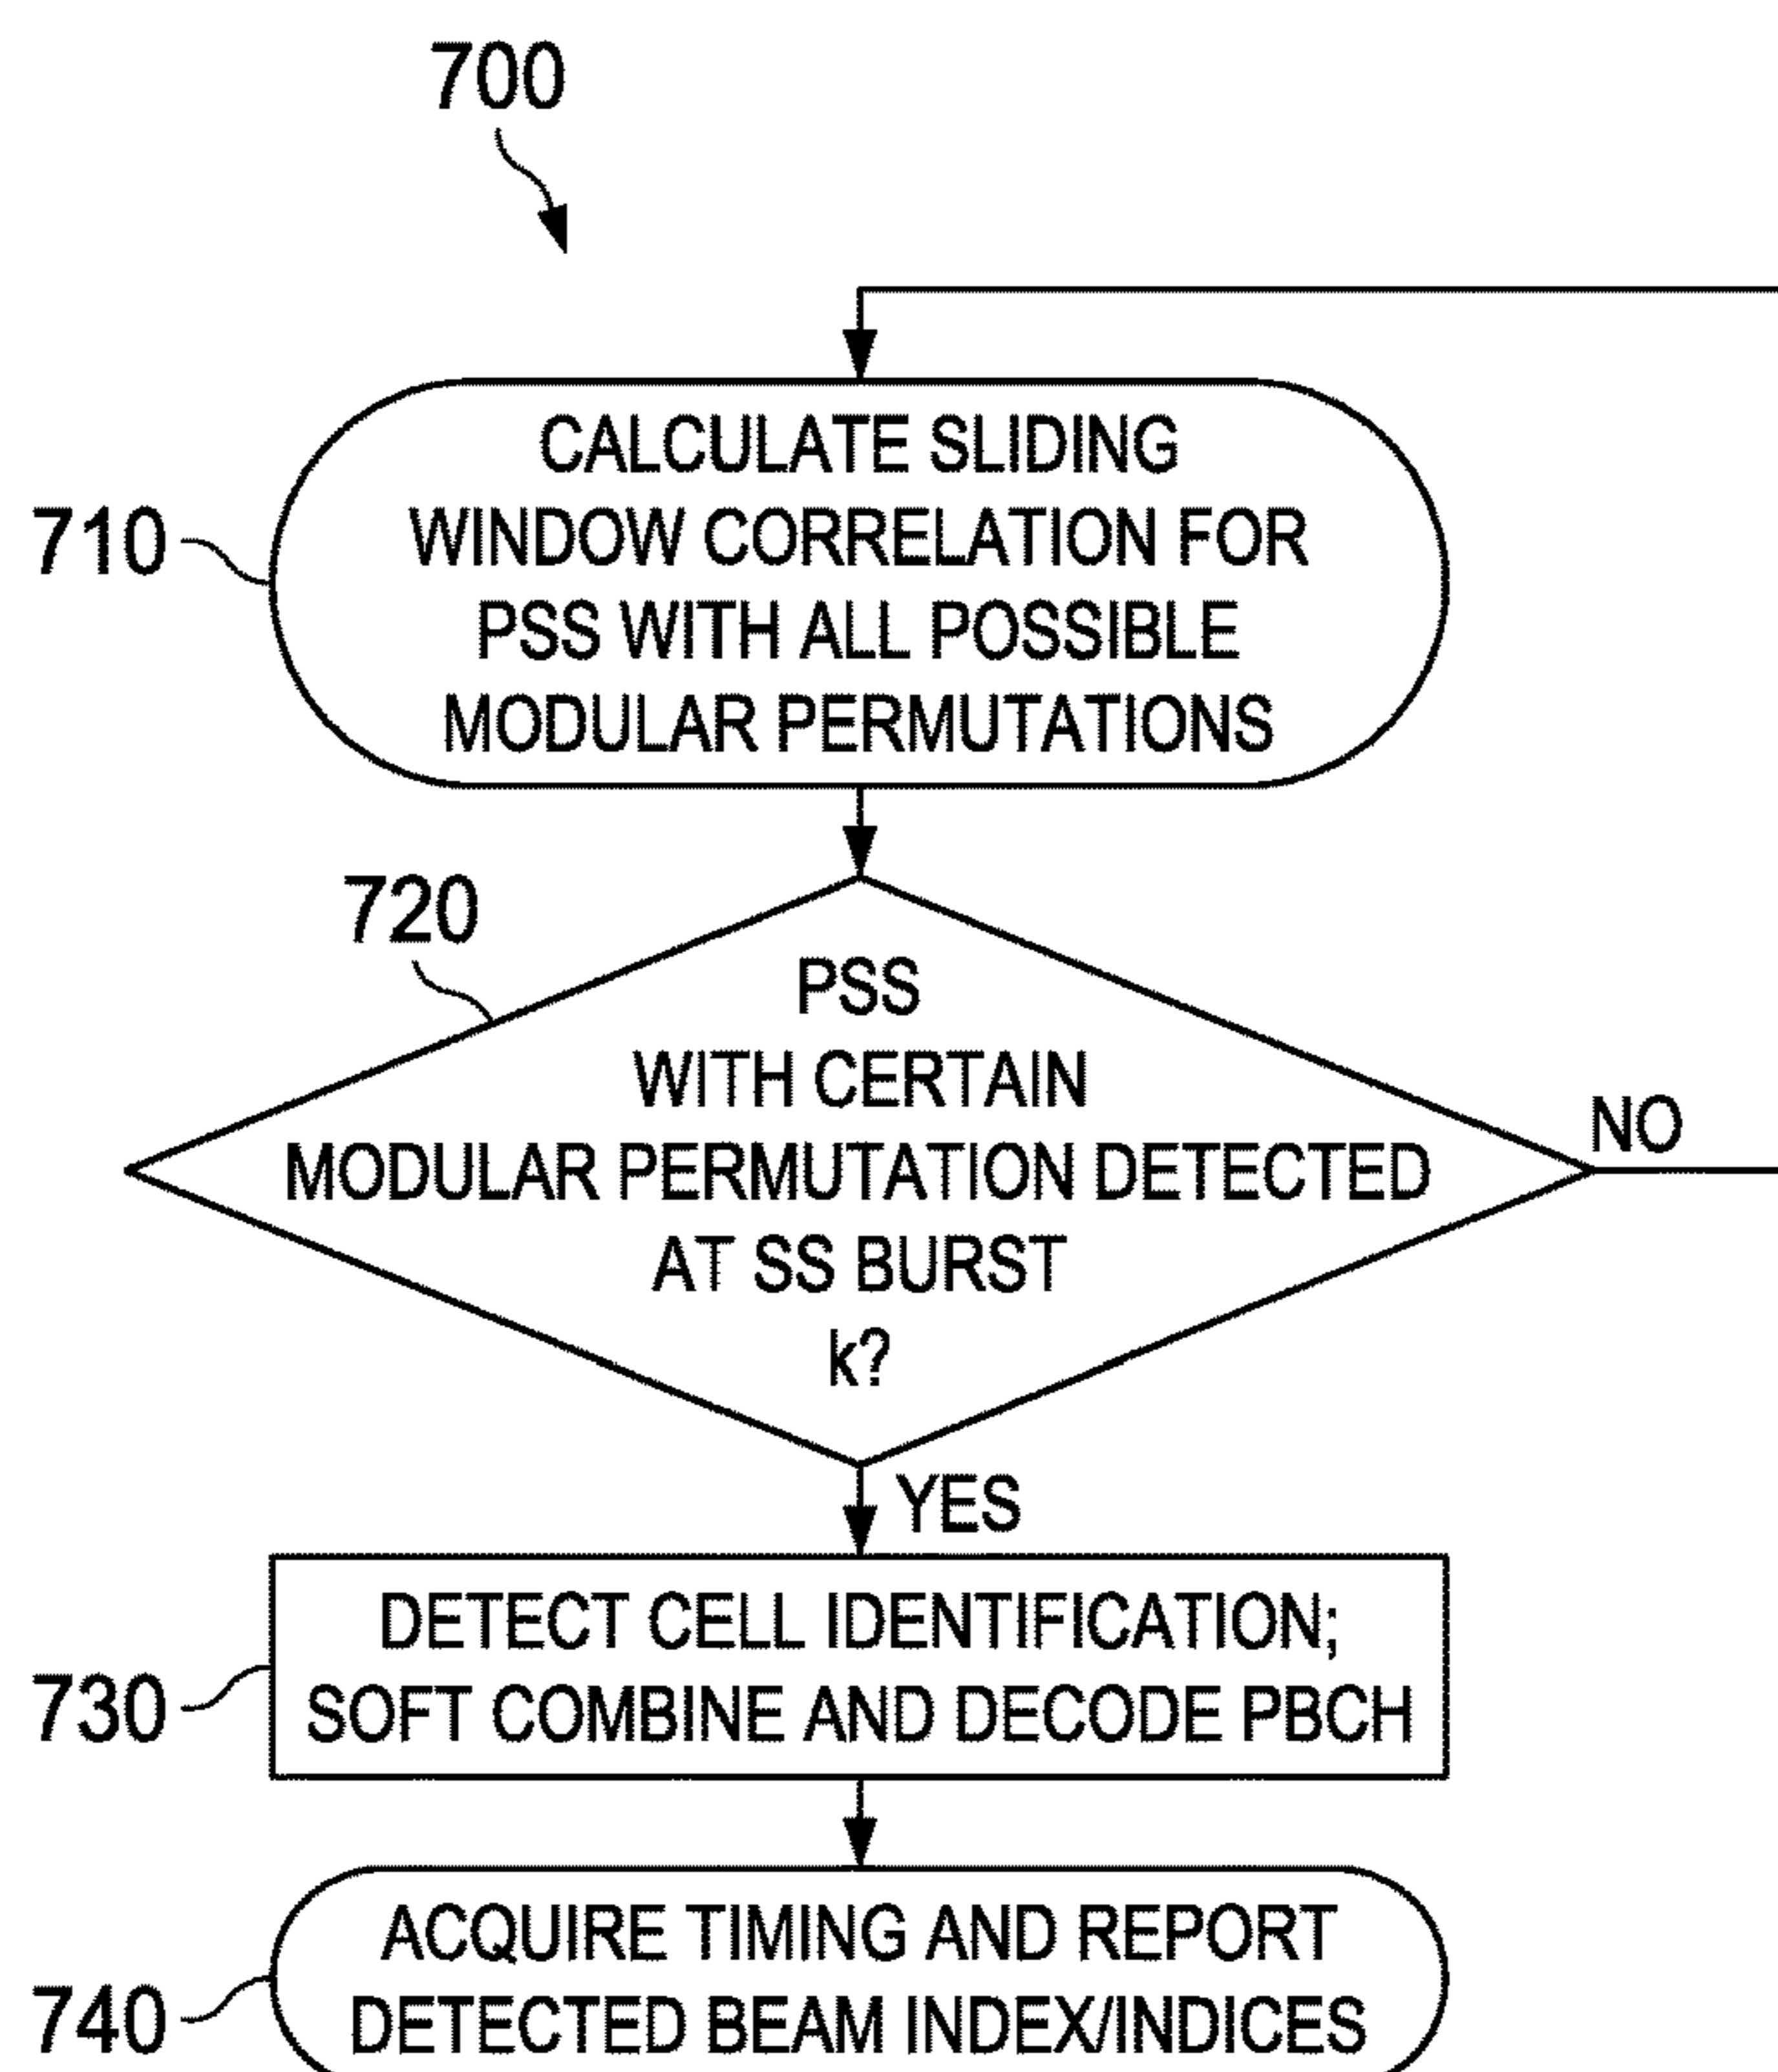 700
710
CALCULATE SLIDING
WINDOW CORRELATION FOR
PSS WITH ALL POSSIBLE
MODULAR PERMUTATIONS
720
PSS
WITH CERTAIN
MODULAR PERMUTATION DETECTED
AT SS BURST
k?
NO
YES
730
DETECT CELL IDENTIFICATION;
SOFT COMBINE AND DECODE PBCH
740
ACQUIRE TIMING AND REPORT
DETECTED BEAM INDEX/INDICES